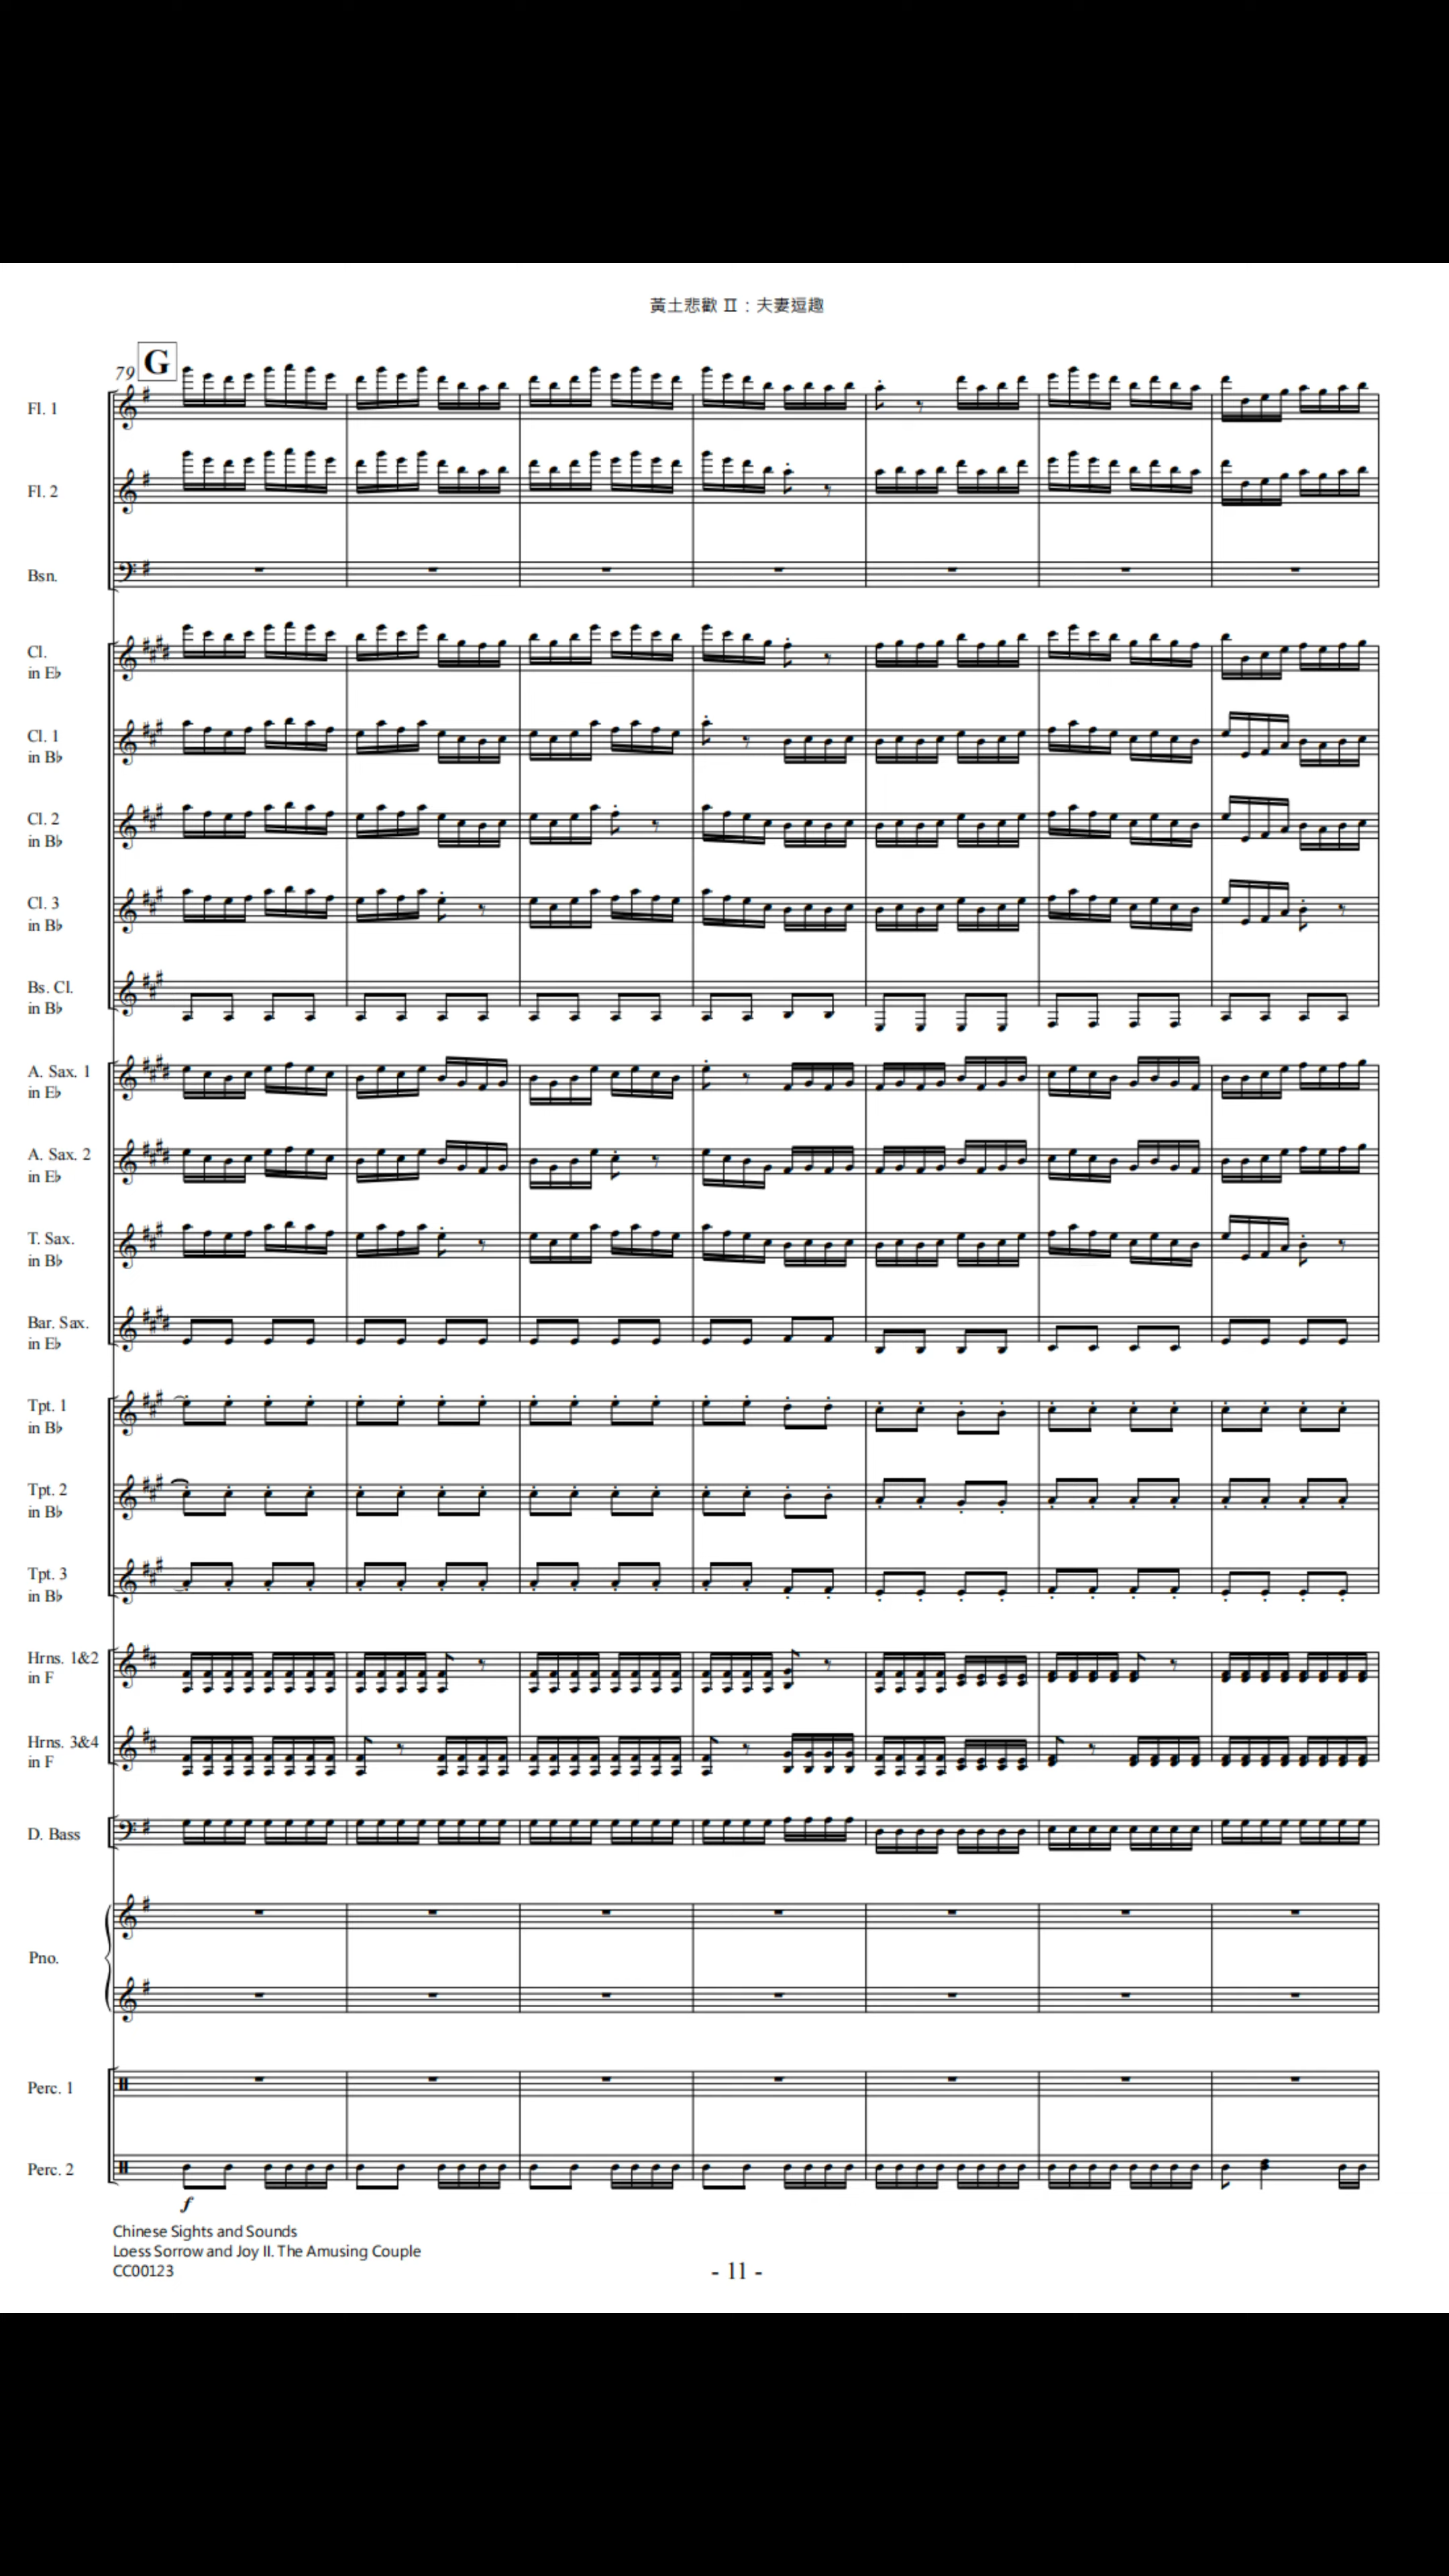 黃土悲歡 II：夫妻逗趣
79 G
Fl. 1
Fl. 2
Bsn.
Cl.
in E♭
Cl. 1
in B♭
Cl. 2
in B♭
Cl. 3
in B♭
Bs. Cl.
in B♭
A. Sax. 1
in E♭
A. Sax. 2
in E♭
T. Sax.
in B♭
Bar. Sax.
in E♭
Tpt. 1
in B♭
Tpt. 2
in B♭
Tpt. 3
in B♭
Hrns. 1&2
in F
Hrns. 3&4
in F
D. Bass
Pno.
Perc. 1
Perc. 2
f
Chinese Sights and Sounds
Loess Sorrow and Joy II. The Amusing Couple
CC00123
- 11 -